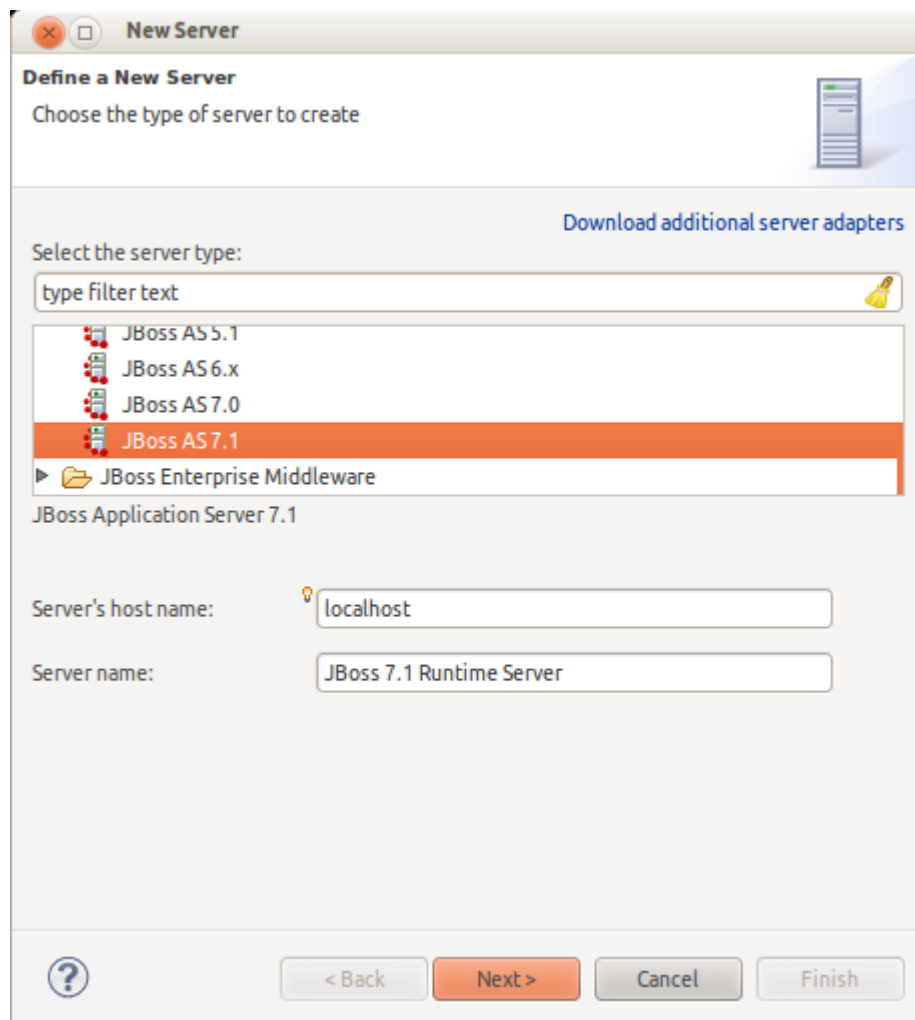 New Server
Define a New Server
Choose the type of server to create
Download additional server adapters
Select the server type:
type filter text
JBoss AS 5.1
JBoss AS 6.x
JBoss AS 7.0
JBoss AS 7.1
JBoss Enterprise Middleware
JBoss Application Server 7.1
Server's host name: localhost
Server name: JBoss 7.1 Runtime Server
? < Back Next > Cancel Finish